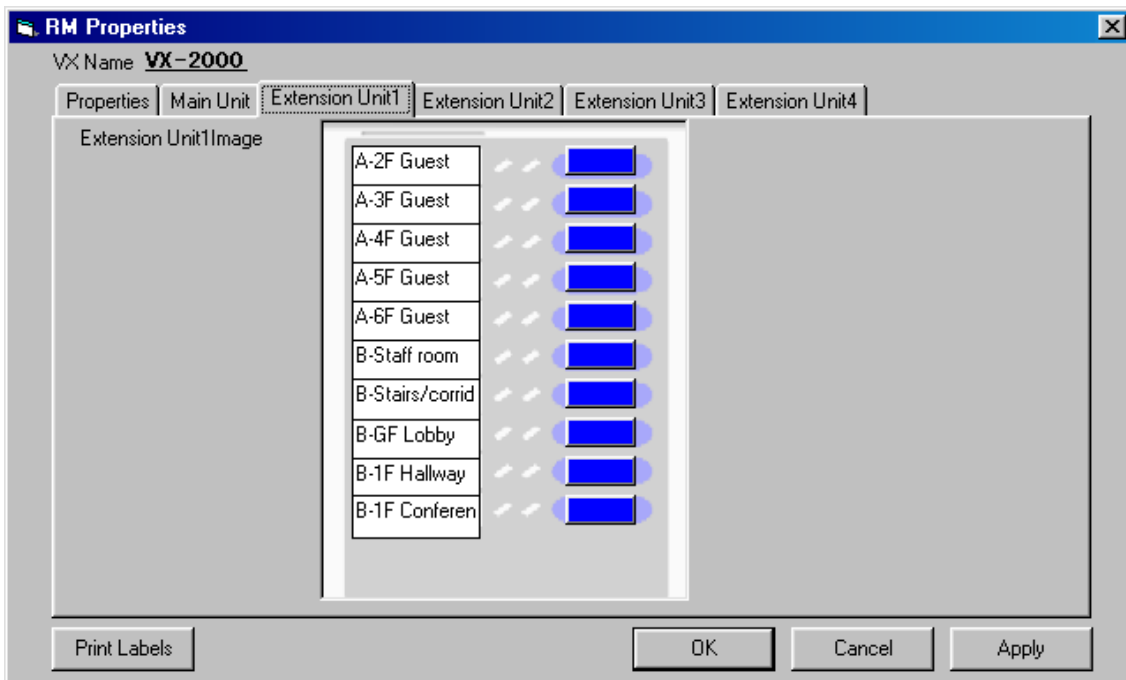 RM Properties
VX Name VX-2000
Properties Main Unit Extension Unit1 Extension Unit2 Extension Unit3 Extension Unit4
Extension Unit1Image
A-2F Guest
A-3F Guest
A-4F Guest
A-5F Guest
A-6F Guest
B-Staff room
B-Stairs/corrid
B-GF Lobby
B-1F Hallway
B-1F Conferen
Print Labels OK Cancel Apply